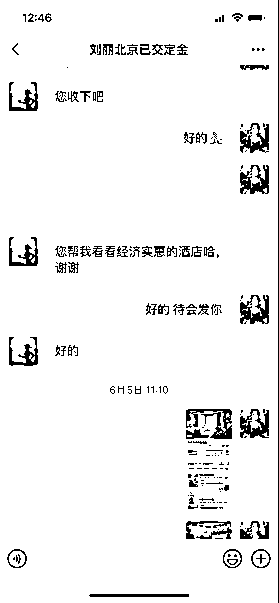 12:46
刘丽北京已交定金
您收下吧
好的
您帮我看看经济实惠的酒店哈，
谢谢
好的 待会发你
好的
6月5日 11:10